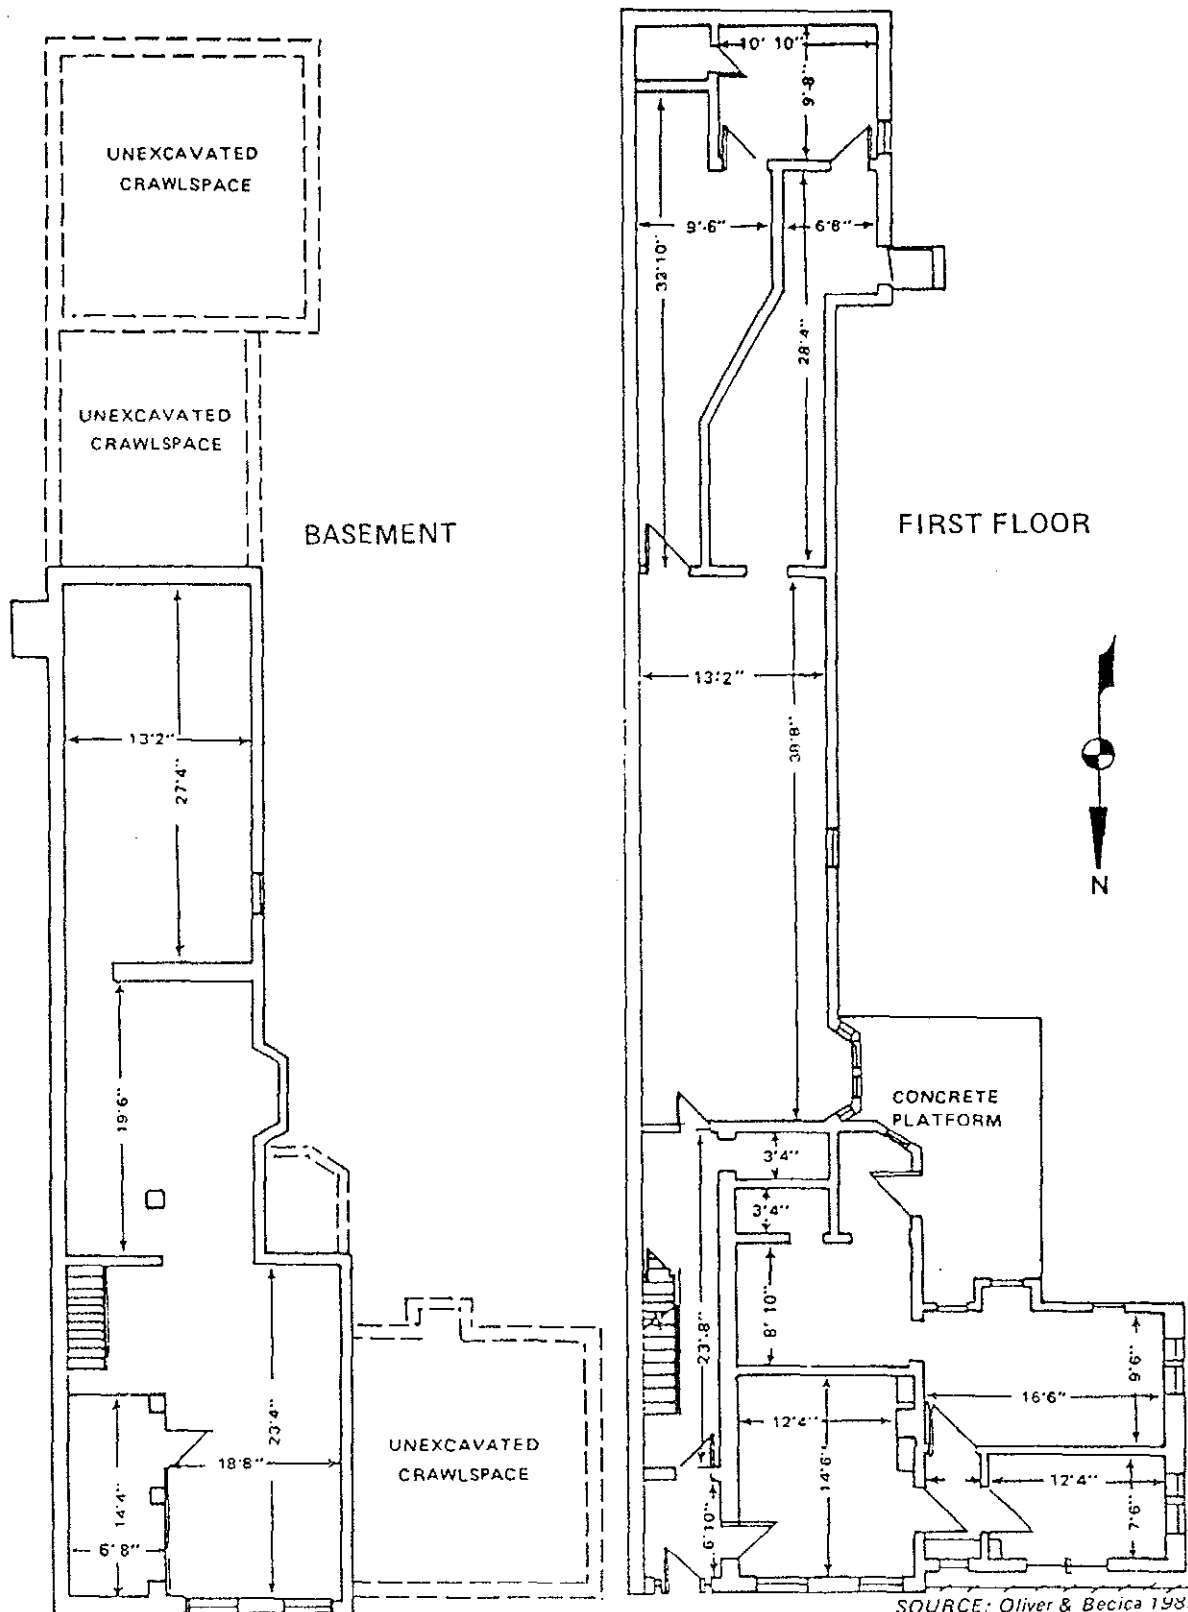 UNEXCAVATED
CRAWLSPACE
UNEXCAVATED
CRAWLSPACE
BASEMENT
13'2"
27'4"
19'6"
23'4"
18'8"
14'4"
6'8"
UNEXCAVATED
CRAWLSPACE
10' 10"
9'8"
9'6"
6'8"
33'10"
28'4"
FIRST FLOOR
13'2"
38'8"
N
CONCRETE
PLATFORM
3'4"
3'4"
8' 10"
23'8"
16'6"
9'6"
12'4"
14'6"
12'4"
7'6"
6'10"
SOURCE: Oliver & Becica 198